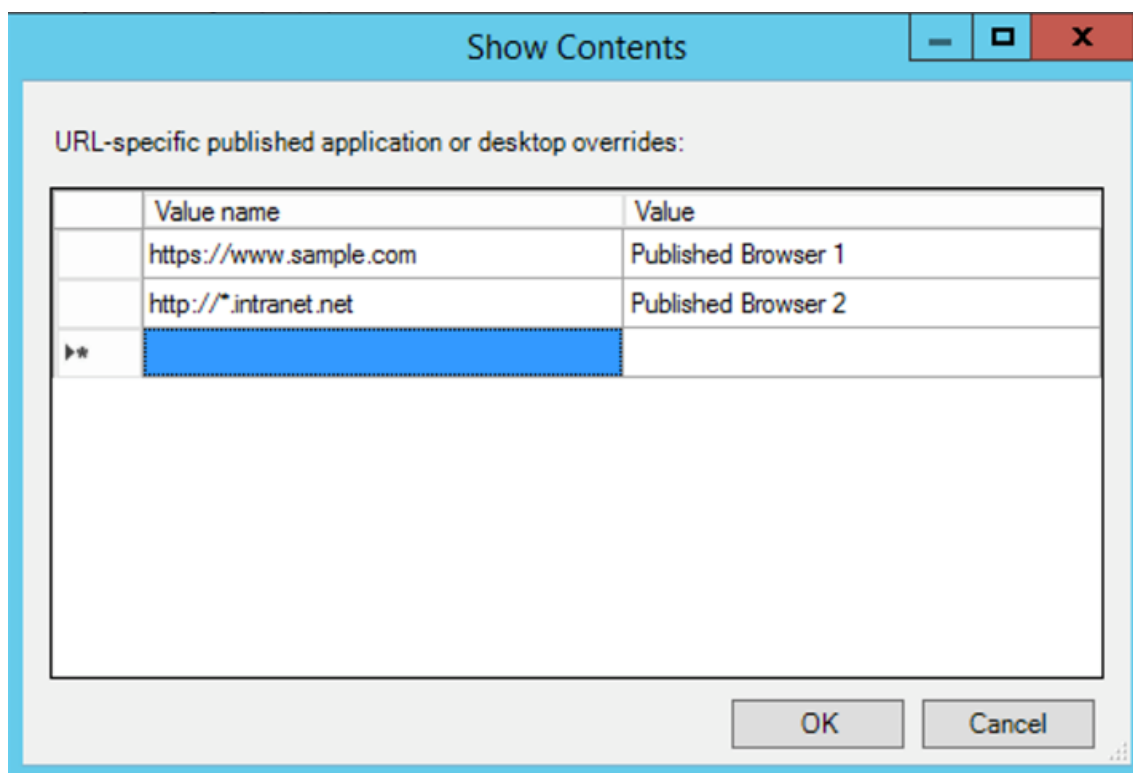 Show Contents
URL-specific published application or desktop overrides:
Value name Value
https://www.sample.com Published Browser 1
http://*.intranet.net Published Browser 2
OK Cancel